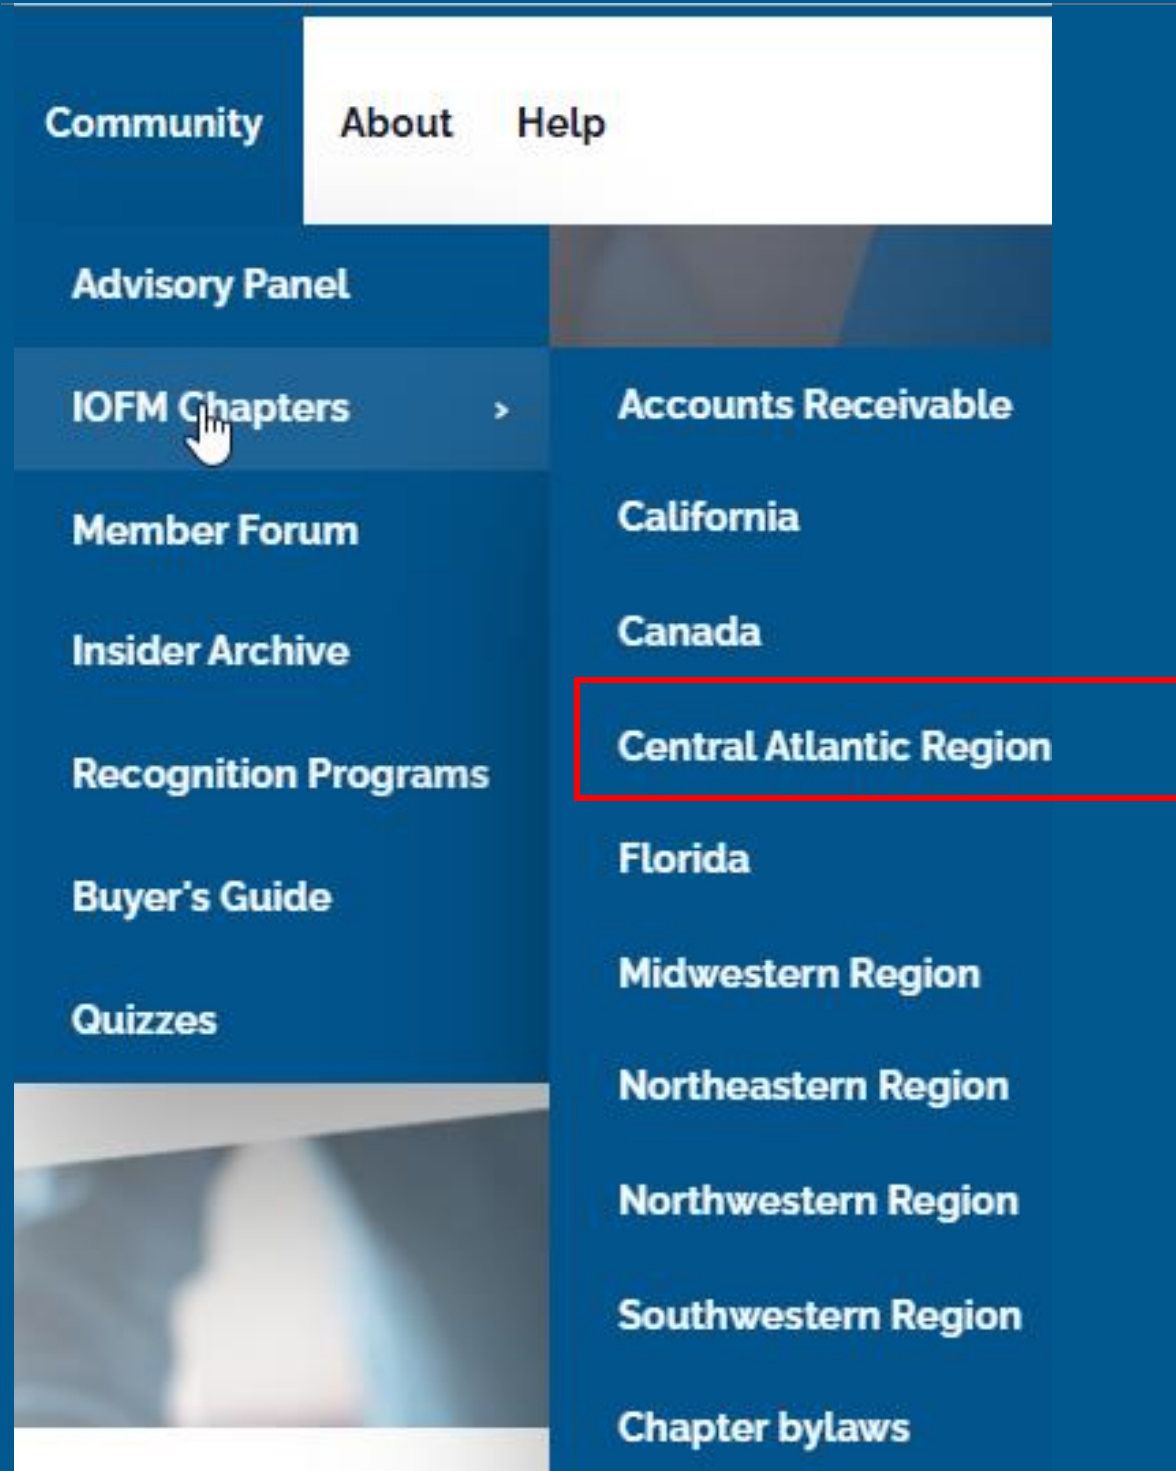 Community About Help
Advisory Panel
IOFM Chapters >
Member Forum
Insider Archive
Recognition Programs
Buyer's Guide
Quizzes
Accounts Receivable
California
Canada
Central Atlantic Region
Florida
Midwestern Region
Northeastern Region
Northwestern Region
Southwestern Region
Chapter bylaws